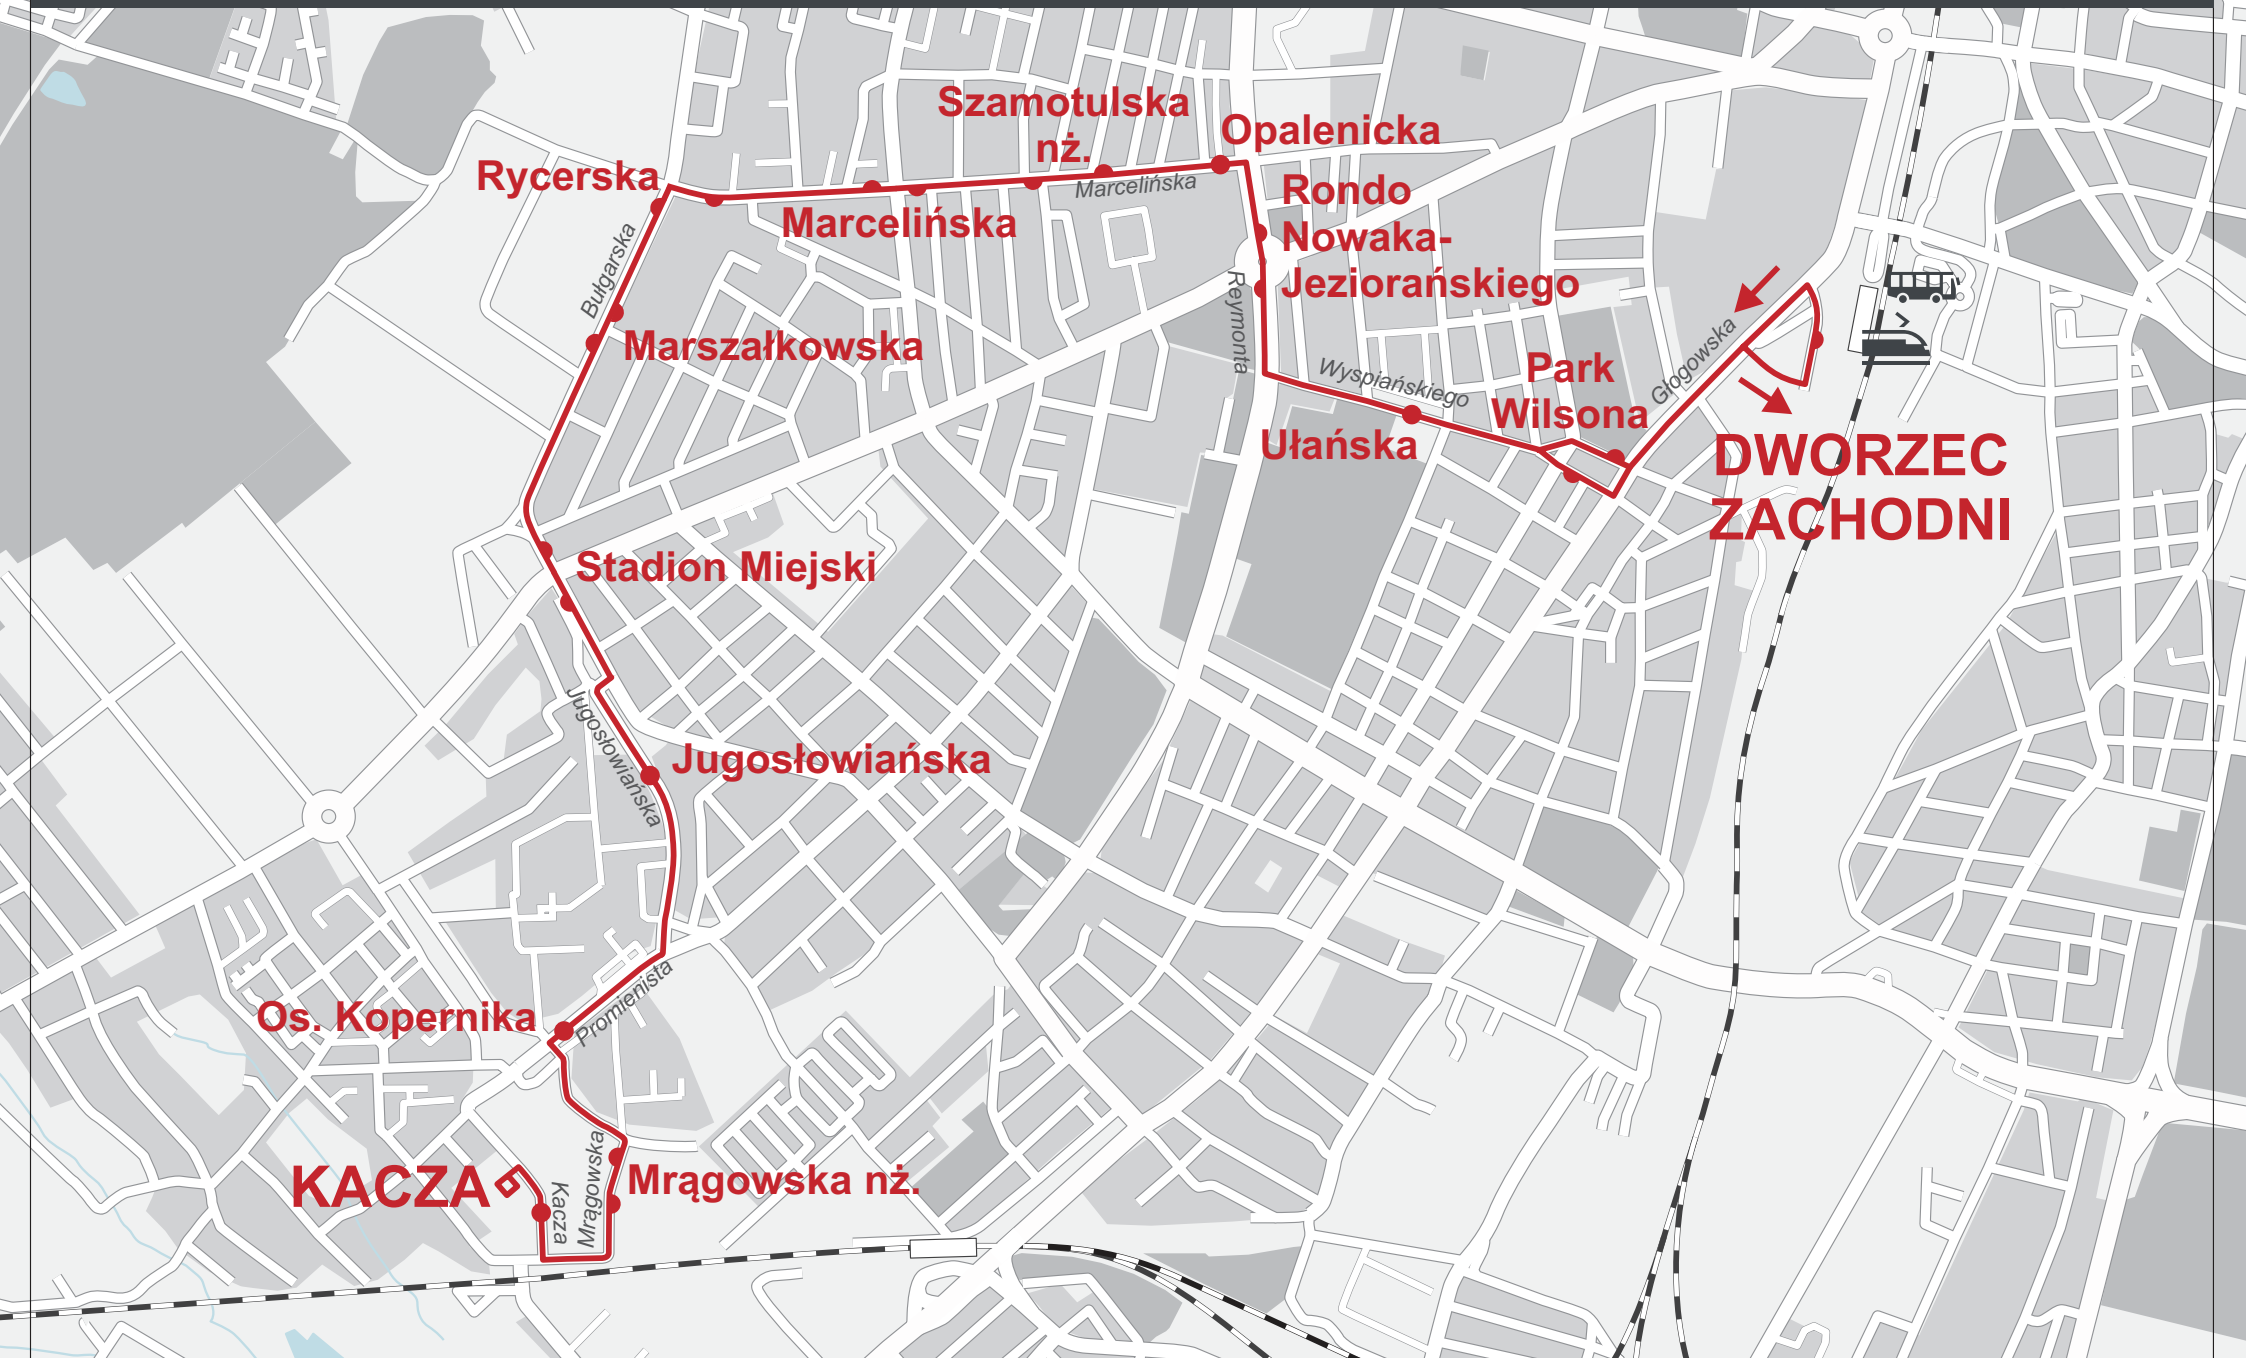 Szamotulska
nż.
Opalenicka
Rycerska
Marcelińska
Marcelińska
Rondo
Nowaka-
Jeziorańskiego
Bułgarska
Reymonta
Marszałkowska
Wyspiańskiego
Park
Wilsona
Głogowska
Ułańska
DWORZEC
ZACHODNI
Stadion Miejski
Jugosłowiańska
Jugosłowiańska
Os. Kopernika
Promienista
KACZA
Kacza
Mrągowska
Mrągowska nż.